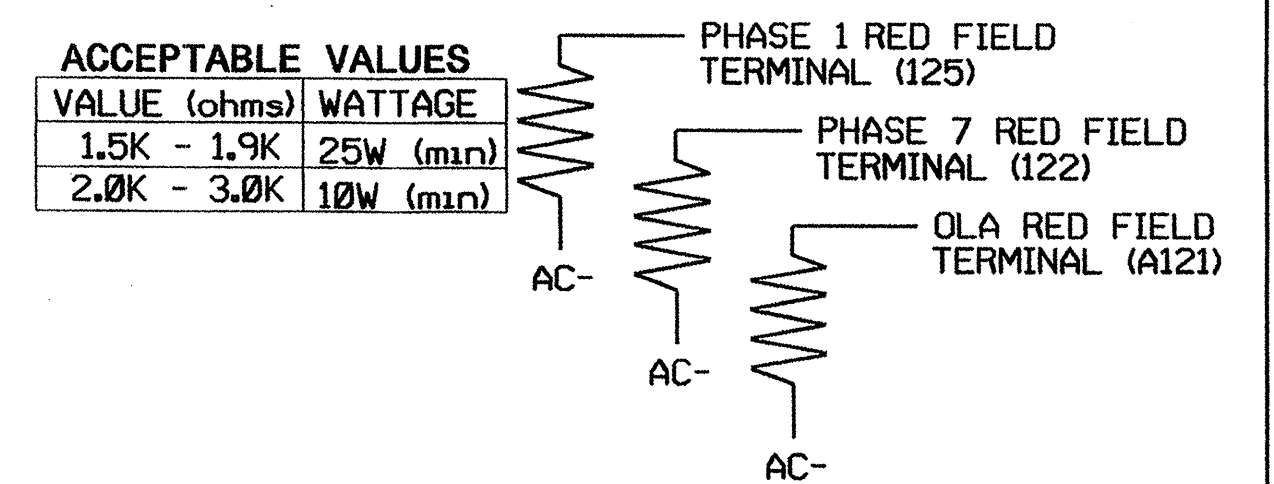 ACCEPTABLE VALUES
VALUE (ohms) WATTAGE
1.5K - 1.9K 25W (min)
2.0K - 3.0K 10W (min)
PHASE 1 RED FIELD
TERMINAL (125)
AC-
PHASE 7 RED FIELD
TERMINAL (122)
AC-
OLA RED FIELD
TERMINAL (A121)
AC-